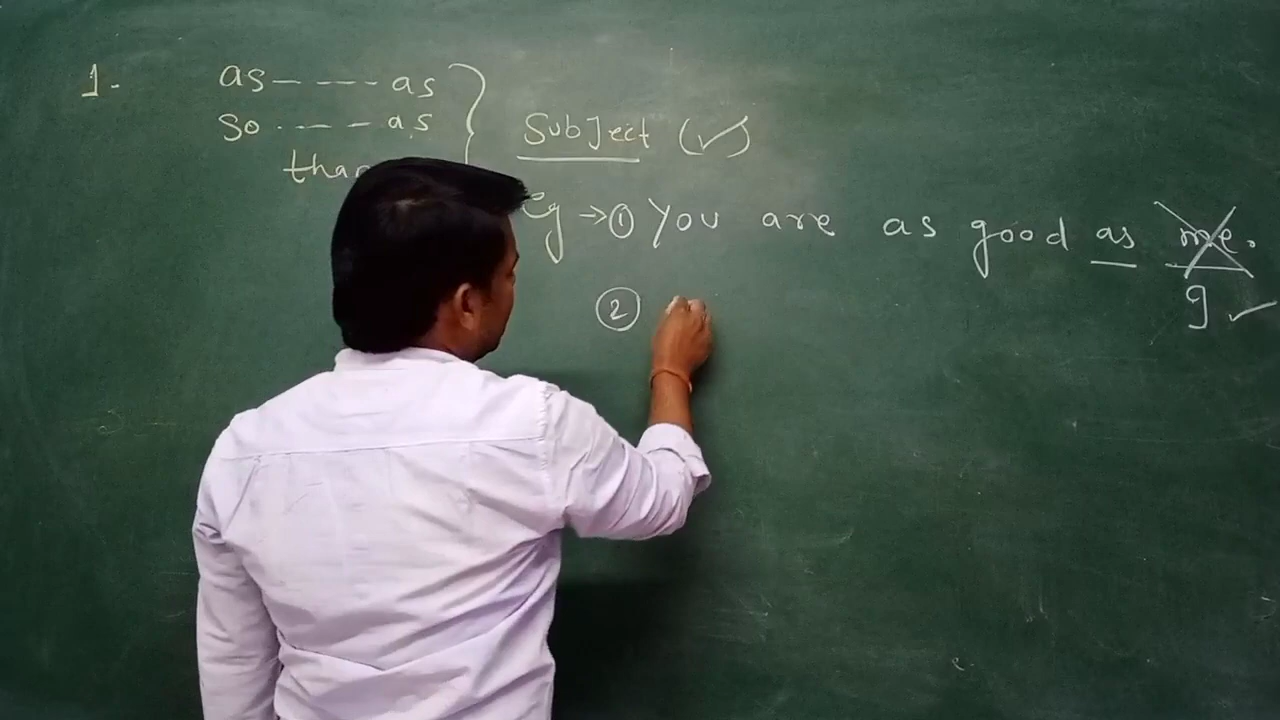 1. as - - - as
so - - - as
than
Subject (✓)
eg → ① You are as good as me.
I ✓
②